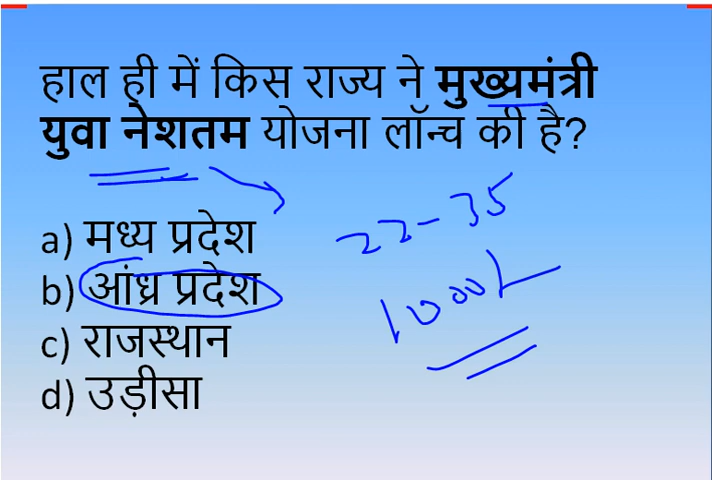 हाल ही में किस राज्य ने मुख्यमंत्री
युवा नेशतम योजना लॉन्च की है?
a) मध्य प्रदेश
22-35
b) आंध्र प्रदेश
1000/-
c) राजस्थान
d) उड़ीसा